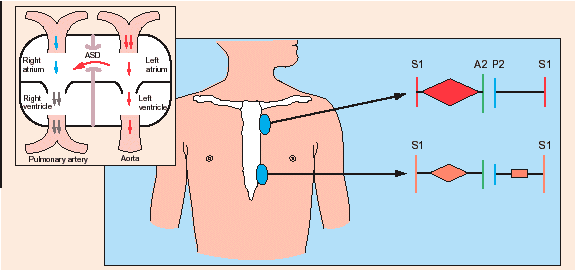 ASD
Right
atrium
Left
atrium
Right
ventricle
Left
ventricle
Pulmonary artery
Aorta
S1
A2
P2
S1
S1
S1